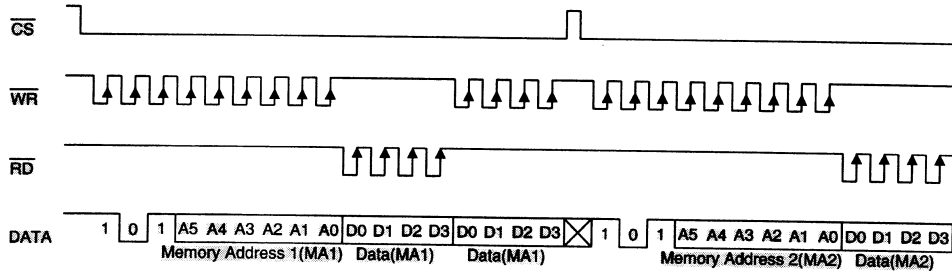 CS
WR
RD
DATA 1 0 1 A5 A4 A3 A2 A1 A0 D0 D1 D2 D3 D0 D1 D2 D3 1 0 1 A5 A4 A3 A2 A1 A0 D0 D1 D2 D3
Memory Address 1(MA1) Data(MA1) Data(MA1) Memory Address 2(MA2) Data(MA2)